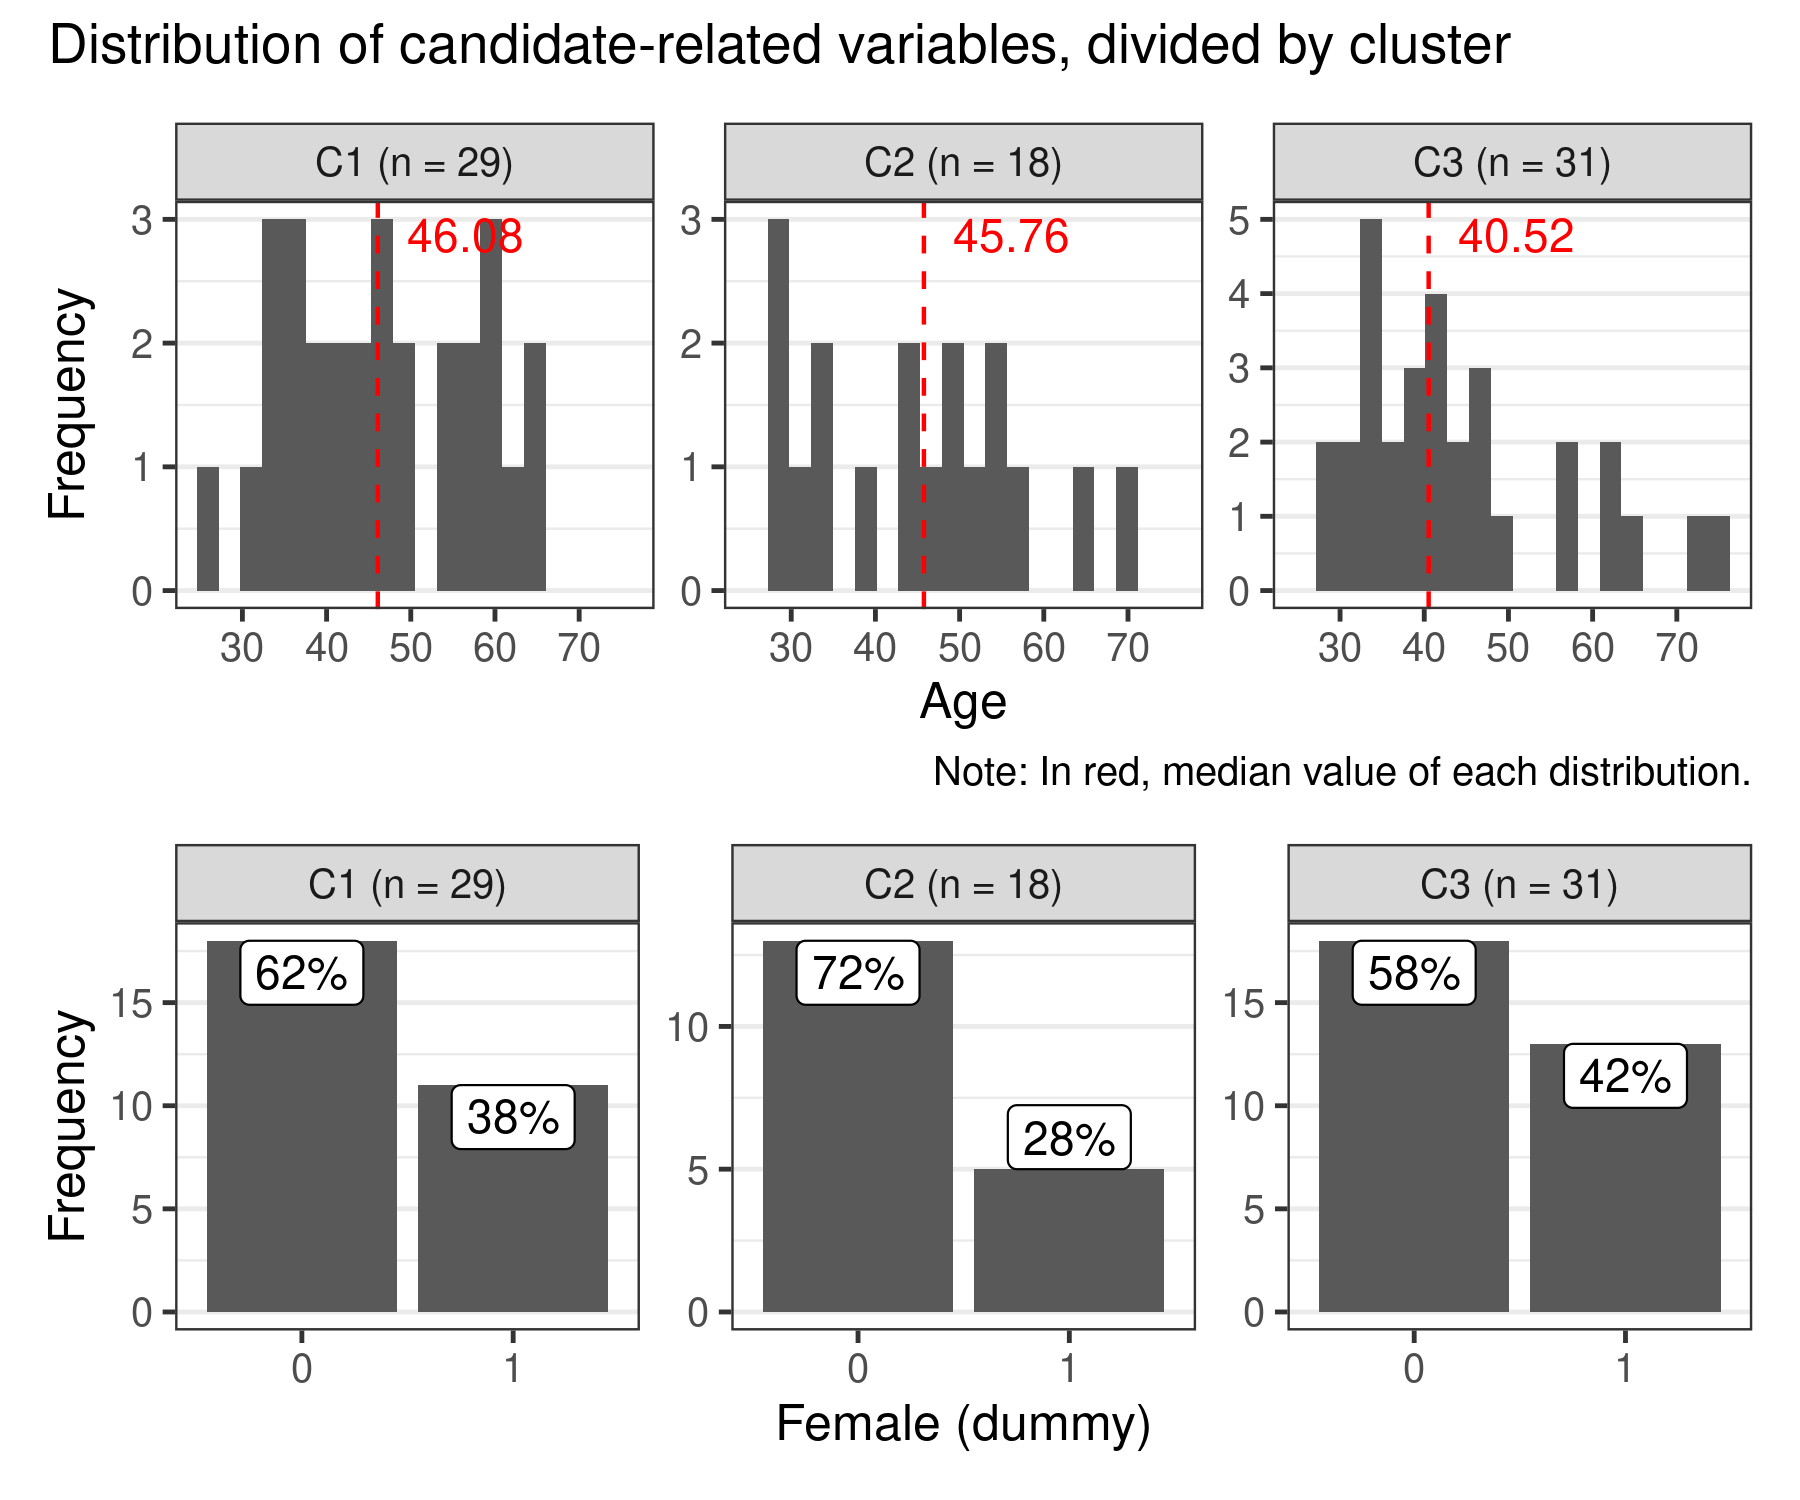 Distribution of candidate-related variables, divided by cluster
C1 (n = 29)
C2 (n = 18)
C3 (n = 31)
46.08
45.76
40.52
3
2
1
0
3
2
1
0
5
4
3
2
1
0
Frequency
30 40 50 60 70
30 40 50 60 70
30 40 50 60 70
Age
Note: In red, median value of each distribution.
C1 (n = 29)
C2 (n = 18)
C3 (n = 31)
62%
38%
72%
28%
58%
42%
15
10
5
0
10
5
0
15
10
5
0
Frequency
0 1
0 1
0 1
Female (dummy)